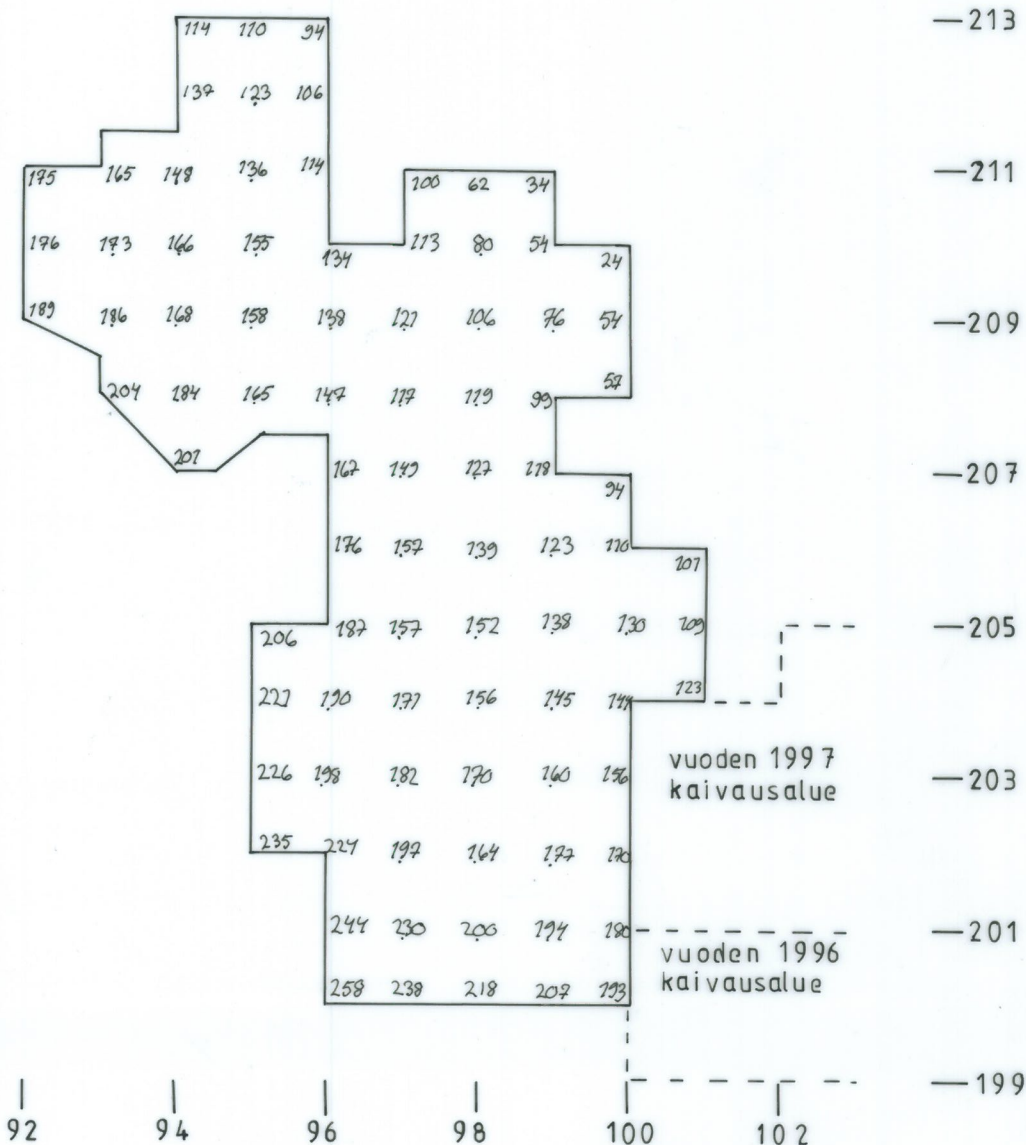 114 110 94 — 213
137 123 106
175 165 148 136 114 100 62 34 — 211
176 173 166 155 134 113 80 54 24
189 186 168 158 138 121 106 76 54 — 209
204 184 165 147 117 119 99 57
201 167 149 127 118 94 — 207
176 157 139 123 110 107
206 187 157 152 138 130 109 — 205
221 190 171 156 145 144 123
226 198 182 170 160 156 vuoden 1997 kaivausalue — 203
235 224 197 164 177 170
244 230 200 194 180 — 201
vuoden 1996
kaivausalue
258 238 218 207 193
— 199
92 94 96 98 100 102